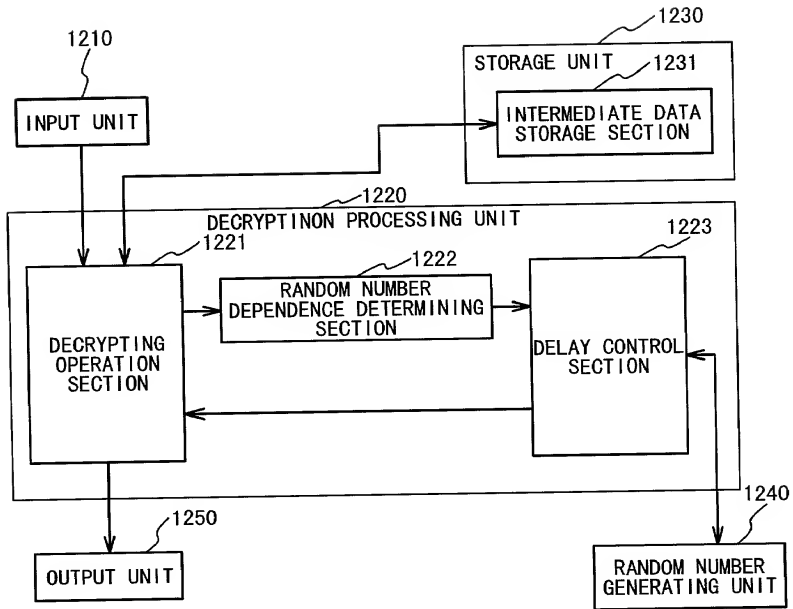 1230
1210
STORAGE UNIT
1231
INPUT UNIT
INTERMEDIATE DATA
STORAGE SECTION
1220
DECRYPTINON PROCESSING UNIT
1221
1222
1223
RANDOM NUMBER
DEPENDENCE DETERMINING
SECTION
DECRYPTING
OPERATION
SECTION
DELAY CONTROL
SECTION
1250
1240
OUTPUT UNIT
RANDOM NUMBER
GENERATING UNIT